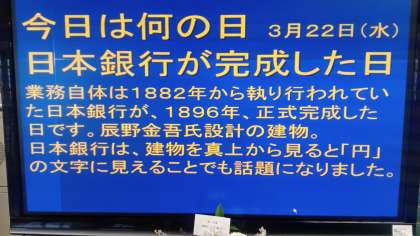 今日は何の日 3月22日(水)
日本銀行が完成した日
業務自体は1882年から執り行われてい
た日本銀行が、1896年、正式完成した
日です。辰野金吾氏設計の建物。
日本銀行は、建物を真上から見ると「円」
の文字に見えることでも話題になりました。